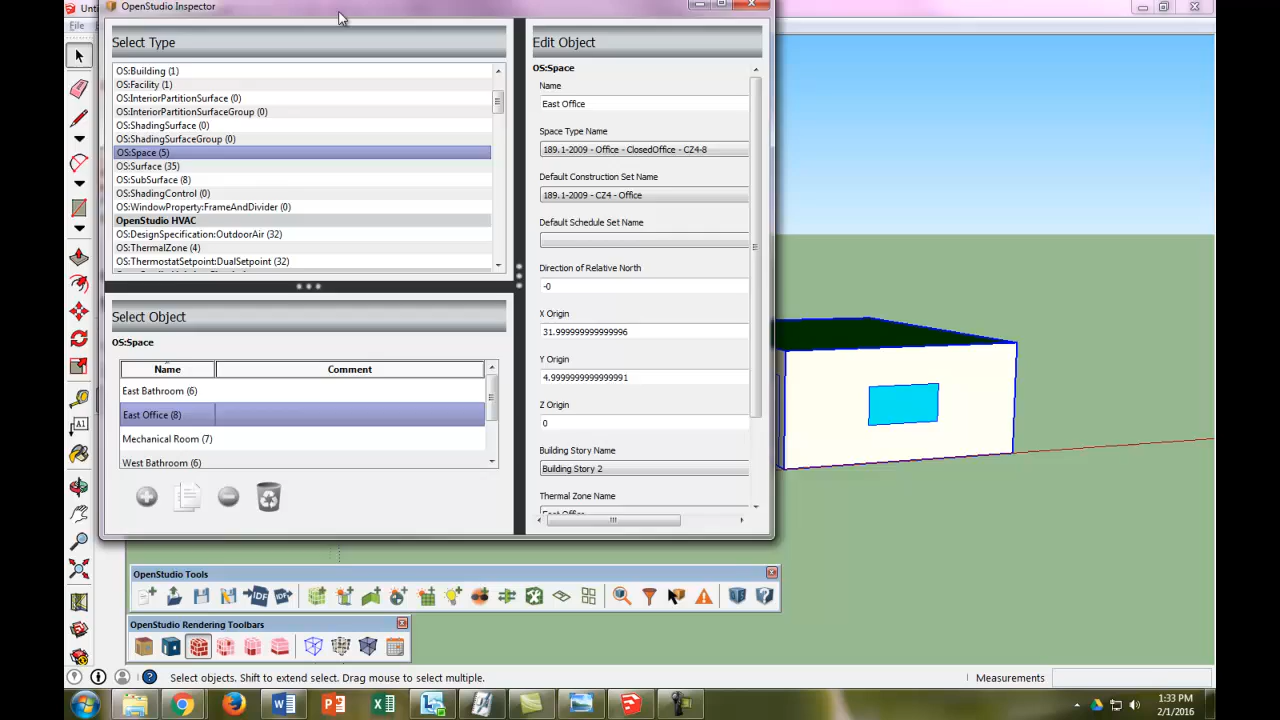 OpenStudio Inspector
File
Select Type
OS:Building (1)
OS:Facility (1)
OS:InteriorPartitionSurface (0)
OS:InteriorPartitionSurfaceGroup (0)
OS:ShadingSurface (0)
OS:ShadingSurfaceGroup (0)
OS:Space (5)
OS:Surface (35)
OS:SubSurface (8)
OS:ShadingControl (0)
OS:WindowProperty:FrameAndDivider (0)
OpenStudio HVAC
OS:DesignSpecification:OutdoorAir (32)
OS:ThermalZone (4)
OS:ThermostatSetpoint:DualSetpoint (32)
Select Object
OS:Space
Name Comment
East Bathroom (6)
East Office (8)
Mechanical Room (7)
West Bathroom (6)
Edit Object
OS:Space
Name
East Office
Space Type Name
189.1-2009 - Office - ClosedOffice - CZ4-8
Default Construction Set Name
189.1-2009 - CZ4 - Office
Default Schedule Set Name
Direction of Relative North
-0
X Origin
31.999999999999996
Y Origin
4.9999999999999991
Z Origin
0
Building Story Name
Building Story 2
Thermal Zone Name
East Office
OpenStudio Tools
IDF IDF
OpenStudio Rendering Toolbars
A1
Select objects. Shift to extend select. Drag mouse to select multiple.
Measurements
1:33 PM
2/1/2016